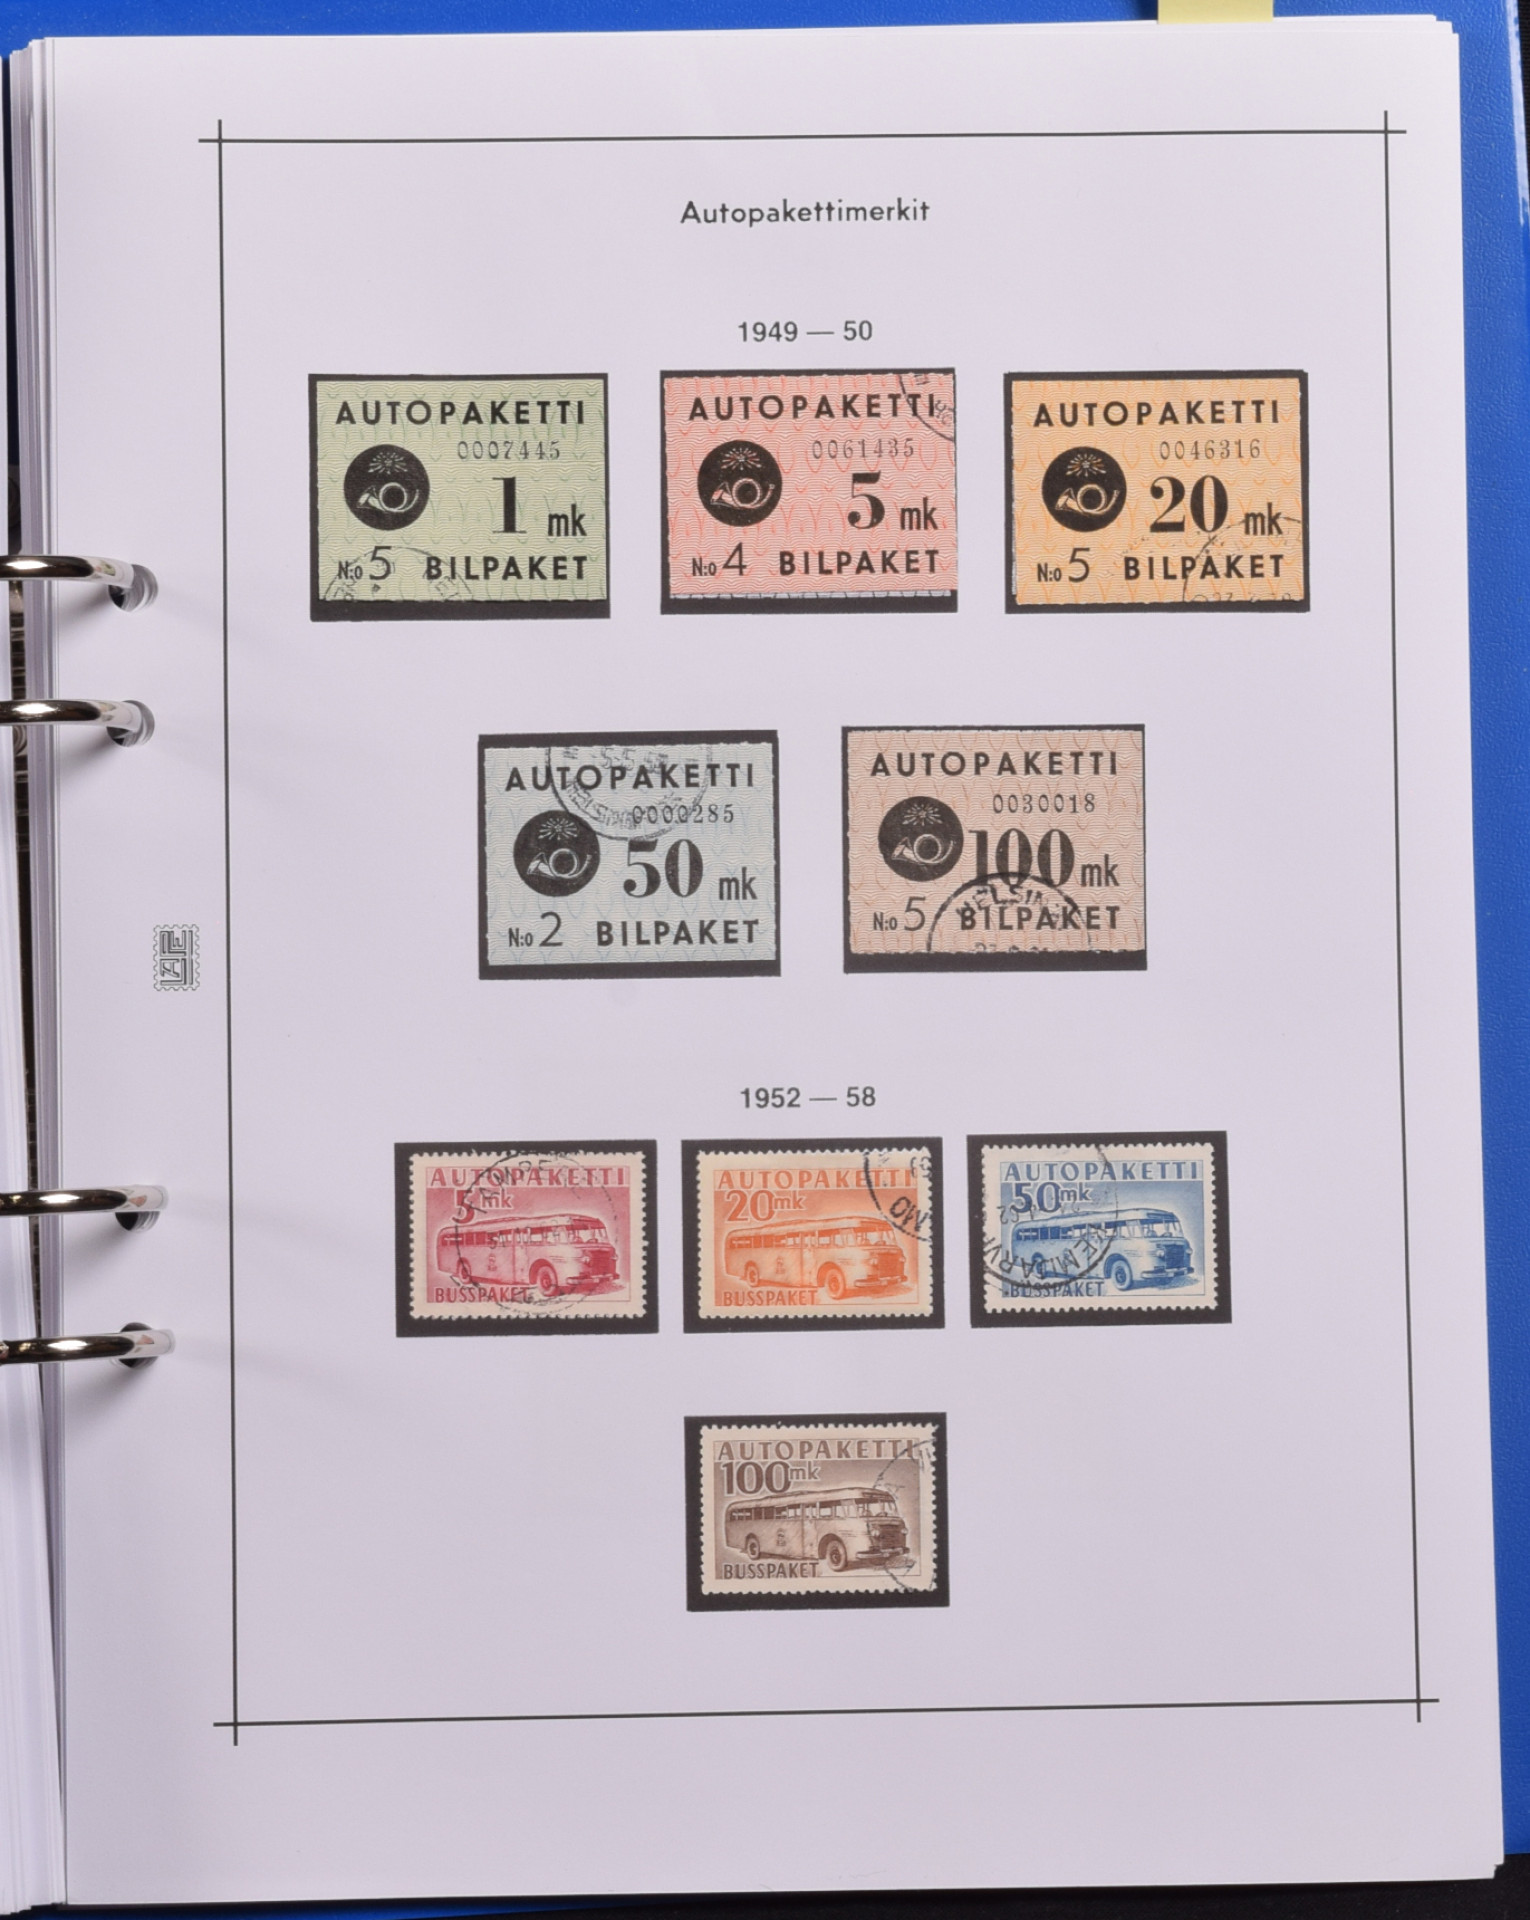 Autopakettimerkit
1949 — 50
AUTOPAKETTI
0007445
1 mk
N:o 5 BILPAKET
AUTOPAKETTI
0061435
5 mk
N:o 4 BILPAKET
AUTOPAKETTI
0046316
20 mk
N:o 5 BILPAKET
AUTOPAKETTI
0000285
50 mk
N:o 2 BILPAKET
AUTOPAKETTI
0030018
100 mk
N:o 5 BILPAKET
HELSIN
LAPE
1952 — 58
AUTOPAKETTI
5 mk
BUSSPAKET
AUTOPAKETTI
20 mk
BUSSPAKET
AUTOPAKETTI
50 mk
BUSSPAKET
AUTOPAKETTI
100 mk
BUSSPAKET